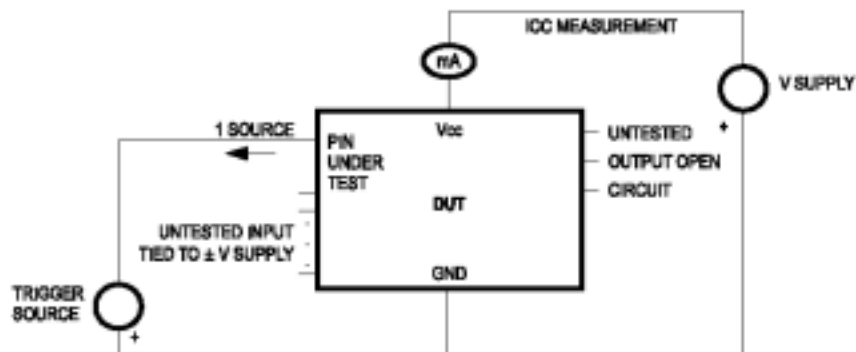 ICC MEASUREMENT
mA
V SUPPLY
+
1 SOURCE
Vcc
PIN
UNDER
TEST
UNTESTED
OUTPUT OPEN
CIRCUIT
DUT
UNTESTED INPUT
TIED TO ± V SUPPLY
GND
TRIGGER
SOURCE
+